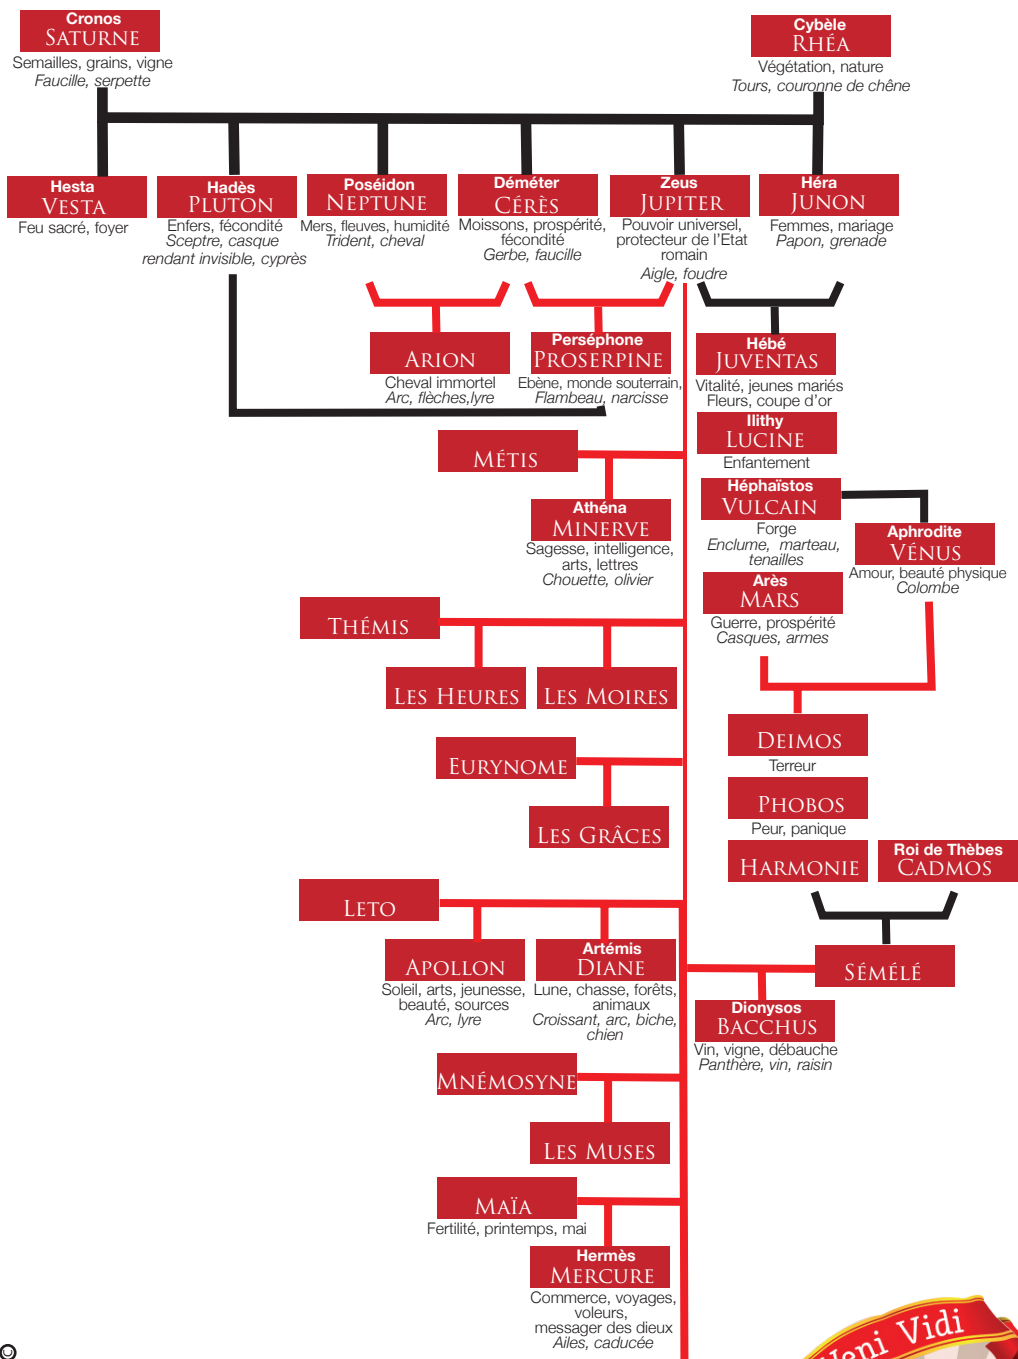 Cronos
SATURNE
Semailles, grains, vigne
Faucille, serpette
Cybèle
RHÉA
Végétation, nature
Tours, couronne de chêne
Hesta
VESTA
Feu sacré, foyer
Hadès
PLUTON
Enfers, fécondité
Sceptre, casque
rendant invisible, cyprès
Poséidon
NEPTUNE
Mers, fleuves, humidité
Trident, cheval
Déméter
CÉRÈS
Moissons, prospérité,
fécondité
Gerbe, faucille
Zeus
JUPITER
Pouvoir universel,
protecteur de l'Etat
romain
Aigle, foudre
Héra
JUNON
Femmes, mariage
Papon, grenade
ARION
Cheval immortel
Arc, flèches,lyre
Perséphone
PROSERPINE
Ebène, monde souterrain,
Flambeau, narcisse
Hébé
JUVENTAS
Vitalité, jeunes mariés
Fleurs, coupe d'or
Ilithy
LUCINE
Enfantement
MÉTIS
Athéna
MINERVE
Sagesse, intelligence,
arts, lettres
Chouette, olivier
Héphaïstos
VULCAIN
Forge
Enclume, marteau,
tenailles
Aphrodite
VÉNUS
Amour, beauté physique
Colombe
Arès
MARS
Guerre, prospérité
Casques, armes
THÉMIS
LES HEURES
LES MOIRES
DEIMOS
Terreur
EURYNOME
LES GRÂCES
PHOBOS
Peur, panique
HARMONIE
Roi de Thèbes
CADMOS
LETO
APOLLON
Soleil, arts, jeunesse,
beauté, sources
Arc, lyre
Artémis
DIANE
Lune, chasse, forêts,
animaux
Croissant, arc, biche,
chien
SÉMÉLÉ
Dionysos
BACCHUS
Vin, vigne, débauche
Panthère, vin, raisin
MNÉMOSYNE
LES MUSES
MAÏA
Fertilité, printemps, mai
Hermès
MERCURE
Commerce, voyages,
voleurs,
messager des dieux
Ailes, caducée
Veni Vidi